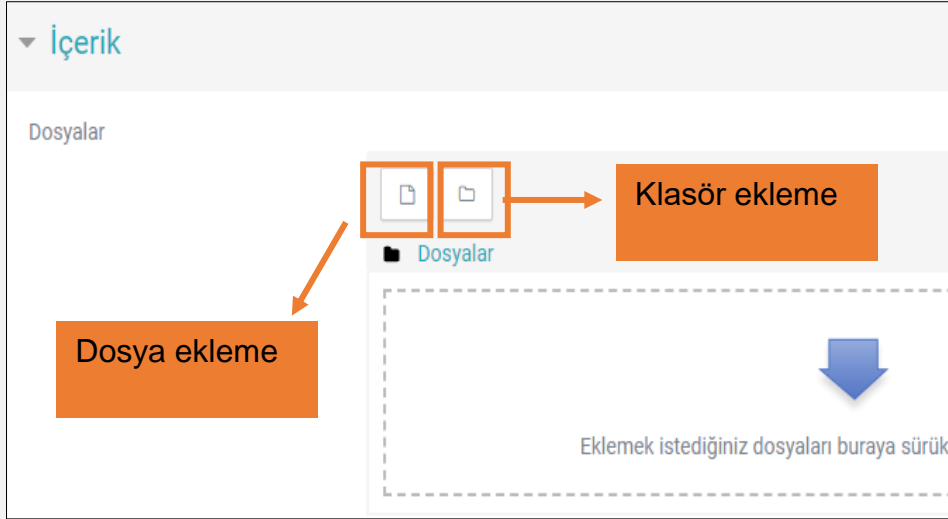 İçerik
Dosyalar
Klasör ekleme
Dosyalar
Dosya ekleme
Eklemek istediğiniz dosyaları buraya sürük